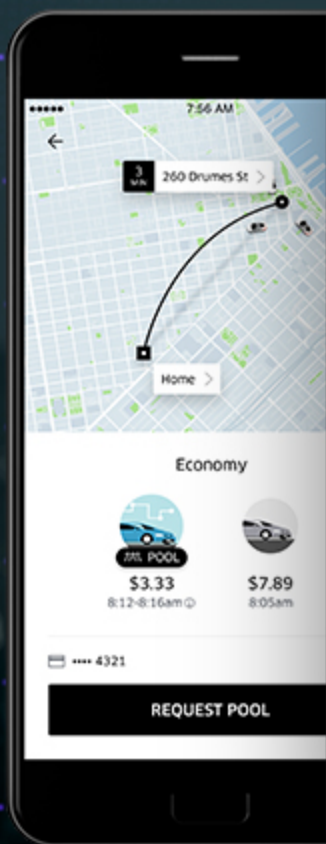 7:56 AM
3
MIN
260 Drumes St
Home
Economy
POOL
$3.33
$7.89
8:12-8:16am
8:05am
•••• 4321
REQUEST POOL